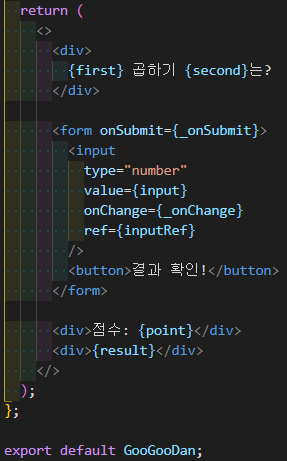 return (
<>
<div>
{first} 곱하기 {second}는?
</div>
<form onSubmit={_onSubmit}>
<input
type="number"
value={input}
onChange={_onChange}
ref={inputRef}
/>
<button>결과 확인!</button>
</form>
<div>점수: {point}</div>
<div>{result}</div>
</>
);
};
export default GooGooDan;